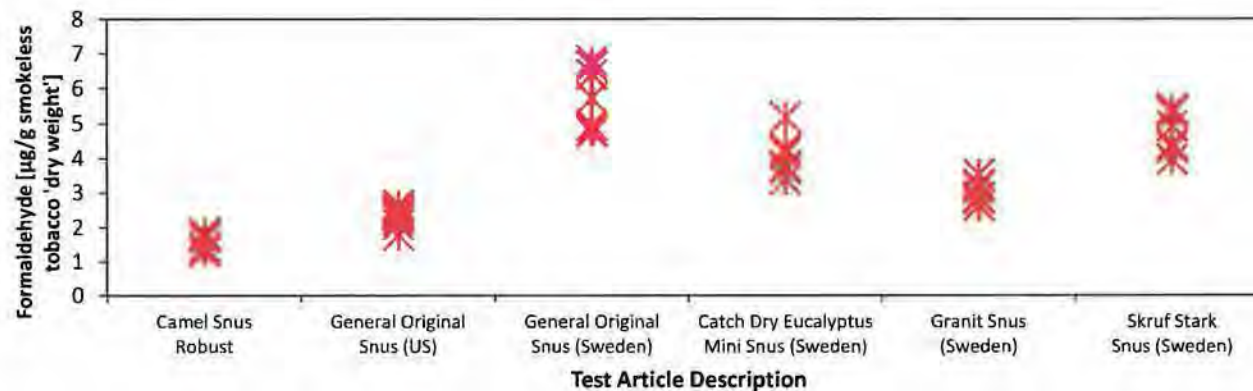 Formaldehyde [µg/g smokeless
tobacco 'dry weight']
8
7
6
5
4
3
2
1
0
Camel Snus
Robust
General Original
Snus (US)
General Original
Snus (Sweden)
Catch Dry Eucalyptus
Mini Snus (Sweden)
Granit Snus
(Sweden)
Skruf Stark
Snus (Sweden)
Test Article Description